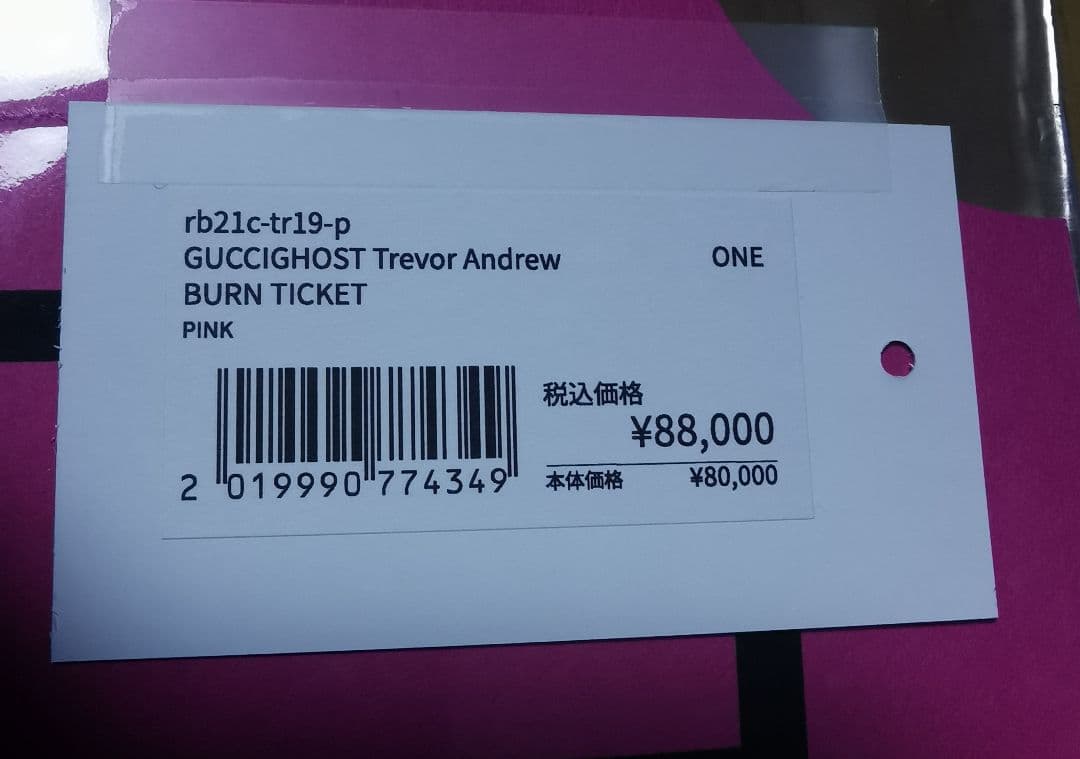 rb21c-tr19-p
GUCCIGHOST Trevor Andrew ONE
BURN TICKET
PINK
税込価格
¥88,000
本体価格 ¥80,000
2 019990 774349